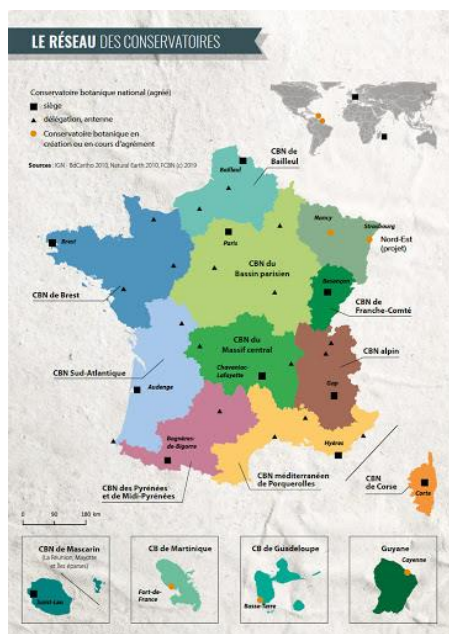 LE RÉSEAU DES CONSERVATOIRES
Conservatoire botanique national (agréé)
siège
délégation, antenne
Conservatoire botanique en
création ou en cours d'agrément
Sources : IGN - BdCartho 2010, Natural Earth 2010, FCBN (c) 2019
CBN de
Bailleul
Bailleul
Nancy
Strasbourg
Nord-Est
(projet)
Brest
Paris
CBN du
Bassin parisien
Besançon
CBN de Brest
CBN de
Franche-Comté
CBN du
Massif central
CBN alpin
CBN Sud-Atlantique
Chavaniac-
Lafayette
Audenge
Gap
Bagnères-
de-Bigorre
Hyères
CBN des Pyrénées
et de Midi-Pyrénées
CBN méditerranéen
de Porquerolles
CBN
de Corse
Corte
0 90 180 km
CBN de Mascarin
(La Réunion, Mayotte
et îles éparses)
Saint-Leu
CB de Martinique
Fort-de-
France
CB de Guadeloupe
Basse-Terre
Guyane
Cayenne